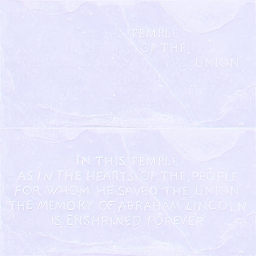 TEMPLE
OF THE
UNION
IN THIS TEMPLE
AS IN THE HEARTS OF THE PEOPLE
FOR WHOM HE SAVED THE UNION
THE MEMORY OF ABRAHAM LINCOLN
IS ENSHRINED FOREVER